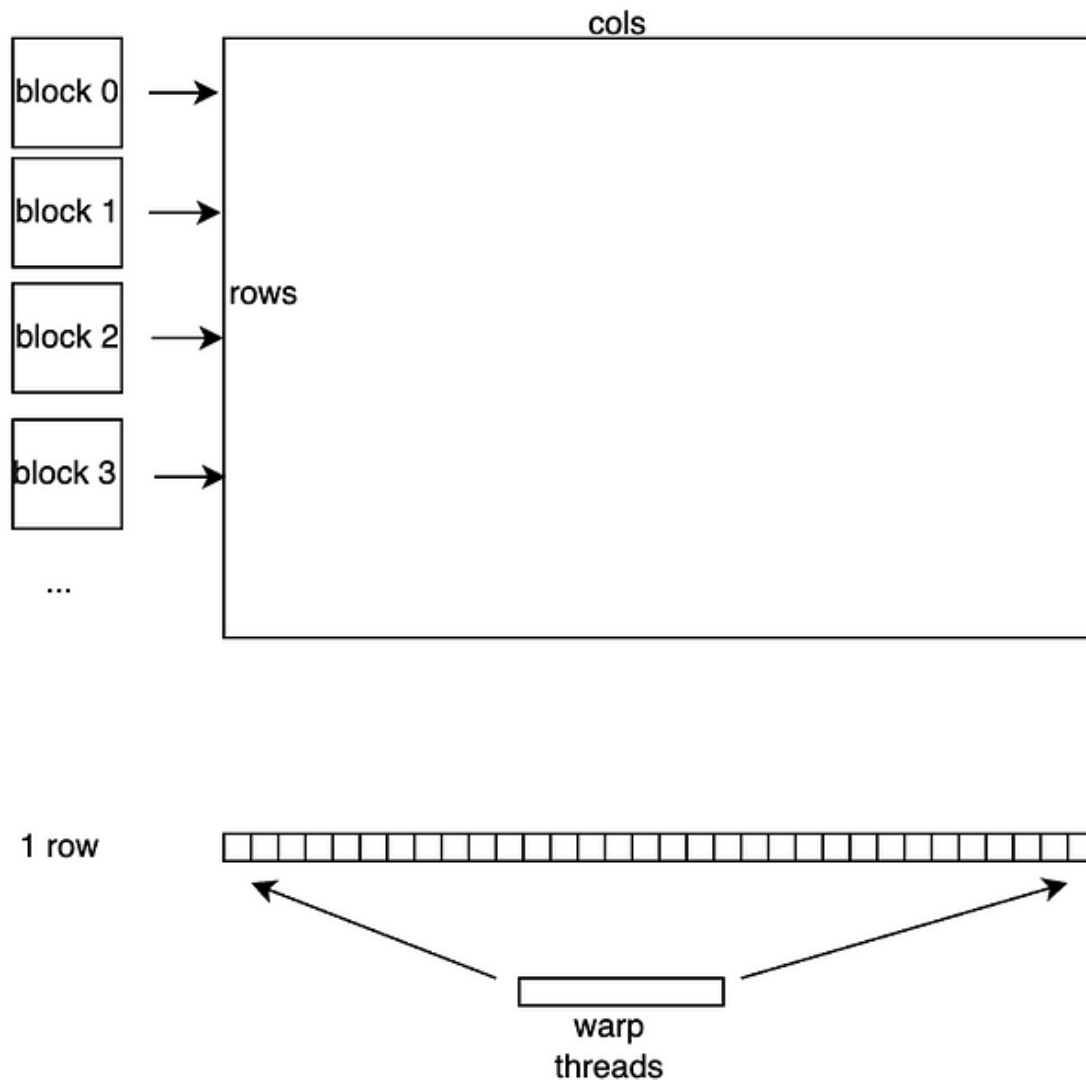 cols
block 0
block 1
rows
block 2
block 3
...
1 row
warp
threads